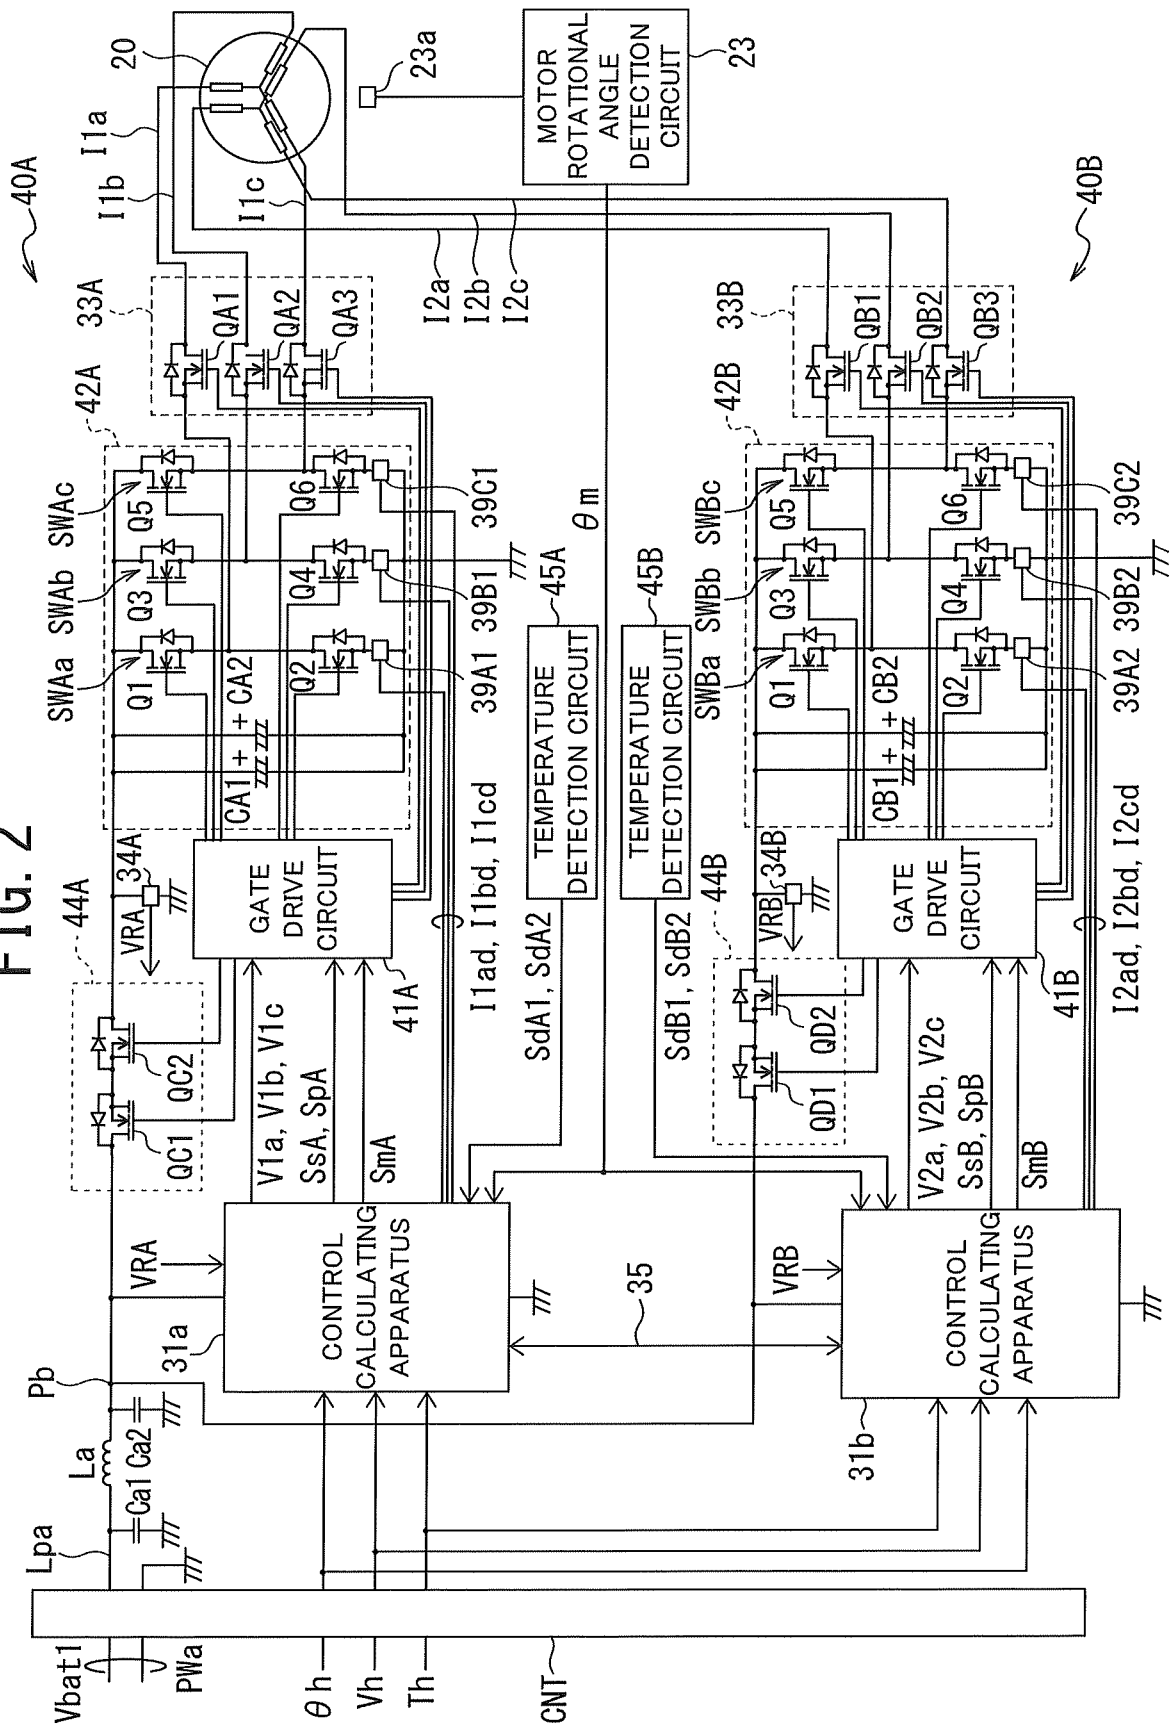 FIG. 2
40A
20
I1a
I1b
I1c
23a
MOTOR
ROTATIONAL
ANGLE
DETECTION
CIRCUIT
23
40B
33A
QA1
QA2
QA3
I2a
I2b
I2c
33B
QB1
QB2
QB3
42A
SWAa
SWAb
SWAc
Q1
Q3
Q5
Q2
Q4
Q6
CA1
+
+
CA2
39A1
39B1
39C1
θm
45A
TEMPERATURE
DETECTION CIRCUIT
45B
TEMPERATURE
DETECTION CIRCUIT
42B
SWBa
SWBb
SWBc
Q1
Q3
Q5
Q2
Q4
Q6
CB1
+
+
CB2
39A2
39B2
39C2
44A
VRA
34A
QC1
QC2
GATE
DRIVE
CIRCUIT
41A
V1a, V1b, V1c
SsA, SpA
SmA
I1ad, I1bd, I1cd
SdA1, SdA2
SdB1, SdB2
44B
VRB
34B
QD1
QD2
GATE
DRIVE
CIRCUIT
41B
V2a, V2b, V2c
SsB, SpB
SmB
I2ad, I2bd, I2cd
VRA
31a
CONTROL
CALCULATING
APPARATUS
35
VRB
31b
CONTROL
CALCULATING
APPARATUS
Pb
La
Lpa
Ca1
Ca2
Vbat1
PWa
θh
Vh
Th
CNT